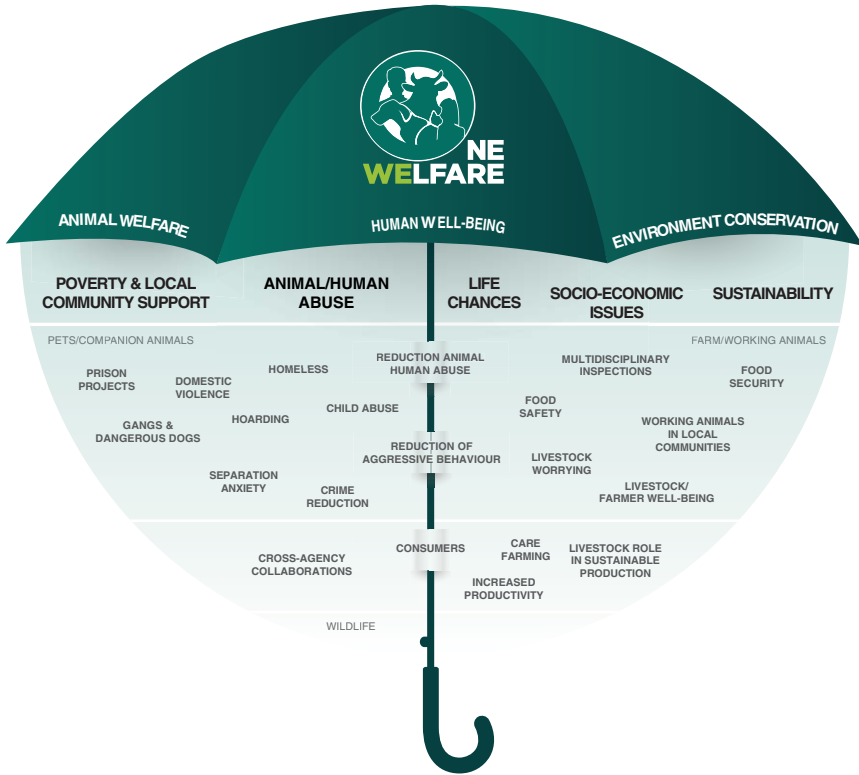 NE
WELFARE
ANIMAL WELFARE
HUMAN WELL-BEING
ENVIRONMENT CONSERVATION
POVERTY & LOCAL
COMMUNITY SUPPORT
ANIMAL/HUMAN
ABUSE
LIFE
CHANCES
SOCIO-ECONOMIC
ISSUES
SUSTAINABILITY
PETS/COMPANION ANIMALS
FARM/WORKING ANIMALS
PRISON
PROJECTS
DOMESTIC
VIOLENCE
HOMELESS
REDUCTION ANIMAL
HUMAN ABUSE
MULTIDISCIPLINARY
INSPECTIONS
FOOD
SECURITY
GANGS &
DANGEROUS DOGS
HOARDING
CHILD ABUSE
FOOD
SAFETY
WORKING ANIMALS
IN LOCAL
COMMUNITIES
REDUCTION OF
AGGRESSIVE BEHAVIOUR
LIVESTOCK
WORRYING
SEPARATION
ANXIETY
CRIME
REDUCTION
LIVESTOCK/
FARMER WELL-BEING
CROSS-AGENCY
COLLABORATIONS
CONSUMERS
CARE
FARMING
LIVESTOCK ROLE
IN SUSTAINABLE
PRODUCTION
INCREASED
PRODUCTIVITY
WILDLIFE